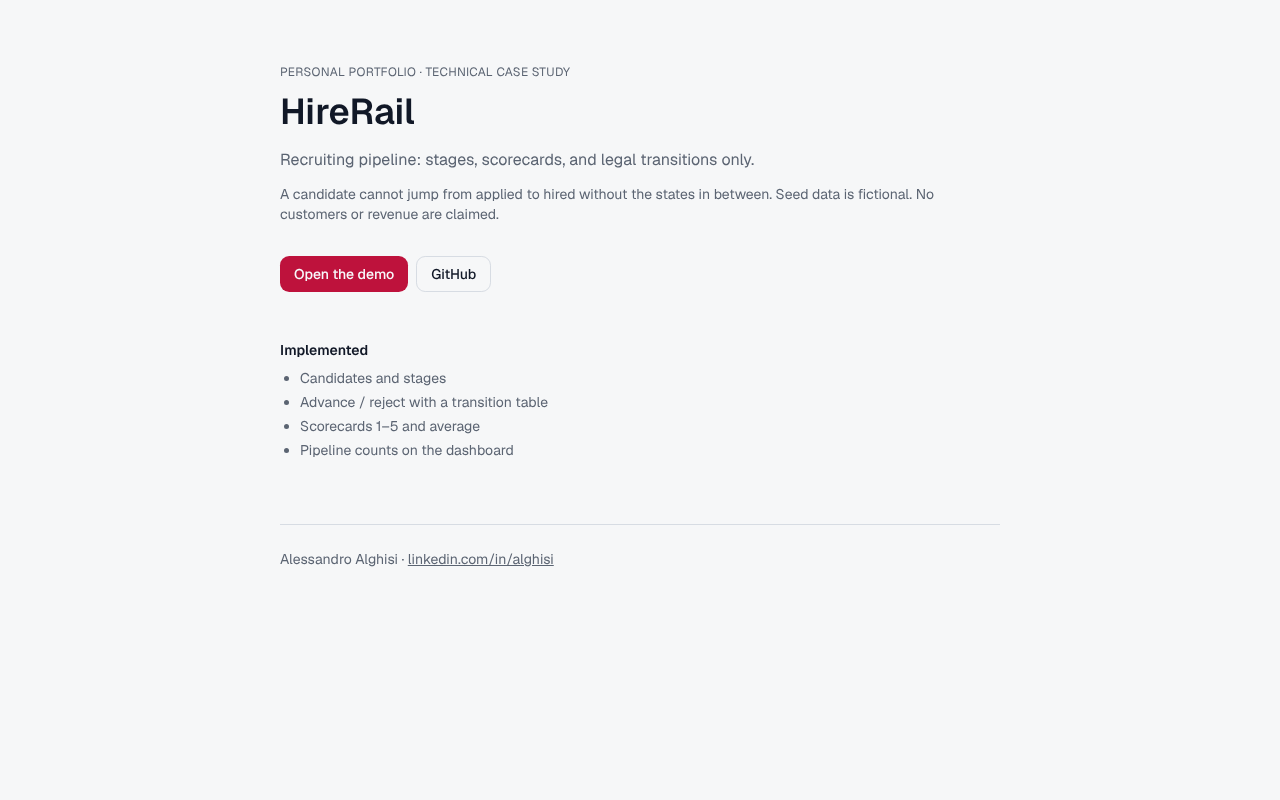 PERSONAL PORTFOLIO · TECHNICAL CASE STUDY
HireRail
Recruiting pipeline: stages, scorecards, and legal transitions only.
A candidate cannot jump from applied to hired without the states in between. Seed data is fictional. No
customers or revenue are claimed.
Open the demo
GitHub
Implemented
Candidates and stages
Advance / reject with a transition table
Scorecards 1–5 and average
Pipeline counts on the dashboard
Alessandro Alghisi · linkedin.com/in/alghisi